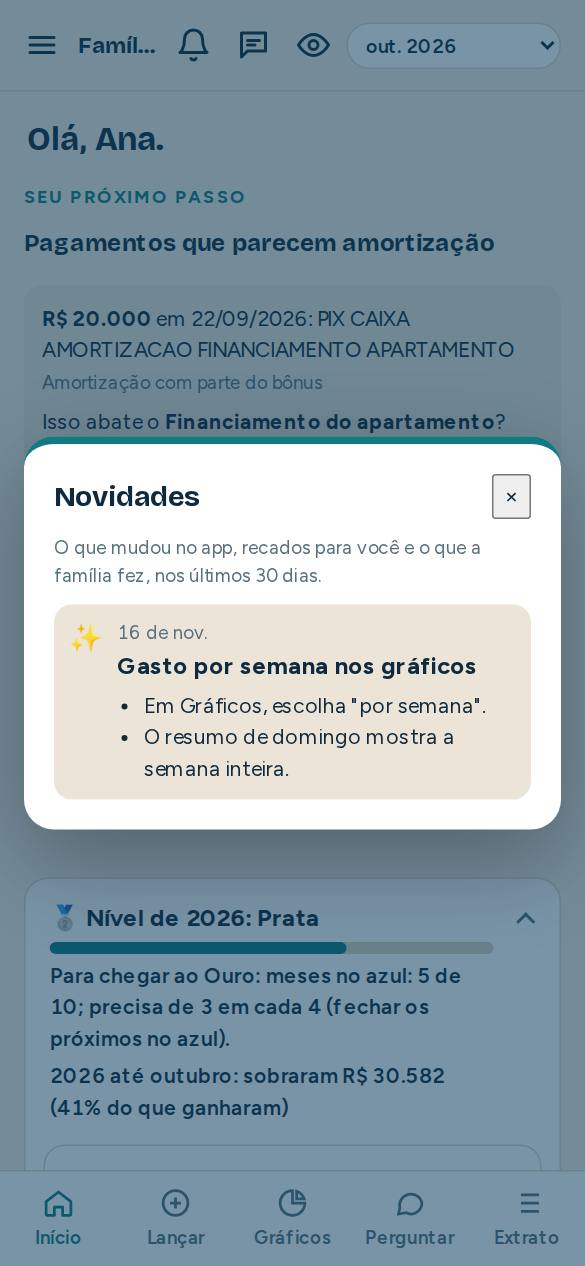 Famíl...
out. 2026
Olá, Ana.
SEU PRÓXIMO PASSO
Pagamentos que parecem amortização
R$ 20.000 em 22/09/2026: PIX CAIXA
AMORTIZACAO FINANCIAMENTO APARTAMENTO
Amortização com parte do bônus
Isso abate o Financiamento do apartamento?
Novidades
×
O que mudou no app, recados para você e o que a
família fez, nos últimos 30 dias.
16 de nov.
Gasto por semana nos gráficos
• Em Gráficos, escolha "por semana".
• O resumo de domingo mostra a
semana inteira.
Nível de 2026: Prata
Para chegar ao Ouro: meses no azul: 5 de
10; precisa de 3 em cada 4 (fechar os
próximos no azul).
2026 até outubro: sobraram R$ 30.582
(41% do que ganharam)
Início
Lançar
Gráficos
Perguntar
Extrato